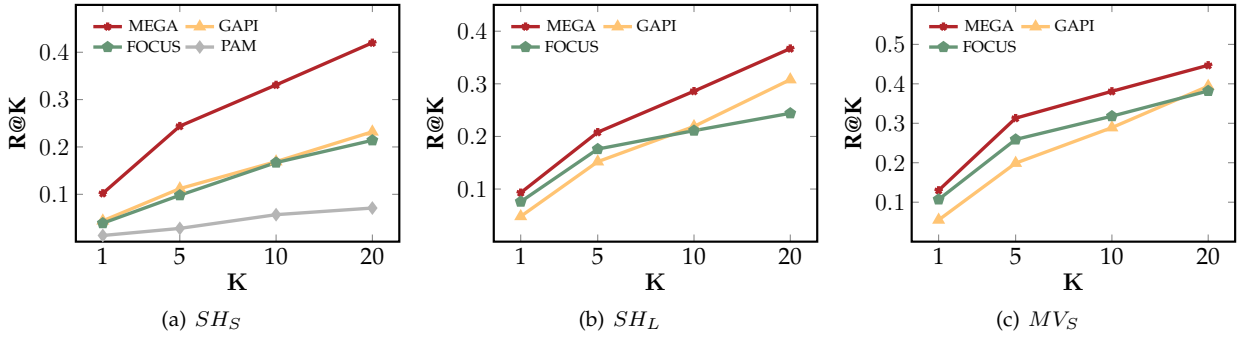 MEGA GAPI
FOCUS PAM
0.4
0.3
0.2
0.1
R@K
1 5 10 20
K
(a) SH_S
MEGA GAPI
FOCUS
0.4
0.3
0.2
0.1
R@K
1 5 10 20
K
(b) SH_L
MEGA GAPI
FOCUS
0.5
0.4
0.3
0.2
0.1
R@K
1 5 10 20
K
(c) MV_S